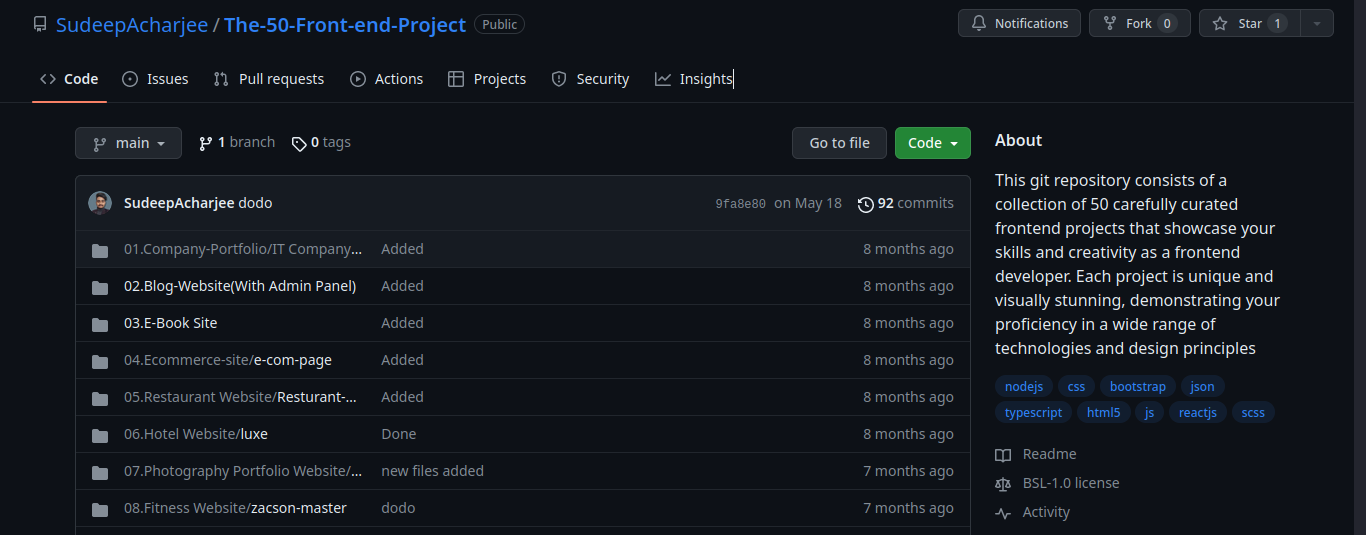 SudeepAcharjee / The-50-Front-end-Project Public Notifications Fork 0 Star 1
Code Issues Pull requests Actions Projects Security Insights
main 1 branch 0 tags Go to file Code
SudeepAcharjee dodo 9fa8e80 on May 18 92 commits
01.Company-Portfolio/IT Company... Added 8 months ago
02.Blog-Website(With Admin Panel) Added 8 months ago
03.E-Book Site Added 8 months ago
04.Ecommerce-site/e-com-page Added 8 months ago
05.Restaurant Website/Resturant-... Added 8 months ago
06.Hotel Website/luxe Done 8 months ago
07.Photography Portfolio Website/... new files added 7 months ago
08.Fitness Website/zacson-master dodo 7 months ago
About
This git repository consists of a
collection of 50 carefully curated
frontend projects that showcase your
skills and creativity as a frontend
developer. Each project is unique and
visually stunning, demonstrating your
proficiency in a wide range of
technologies and design principles
nodejs css bootstrap json
typescript html5 js reactjs scss
Readme
BSL-1.0 license
Activity